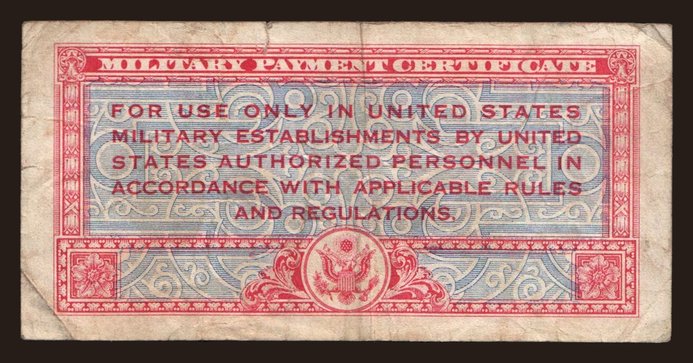 MILITARY PAYMENT CERTIFICATE
FOR USE ONLY IN UNITED STATES
MILITARY ESTABLISHMENTS BY UNITED
STATES AUTHORIZED PERSONNEL IN
ACCORDANCE WITH APPLICABLE RULES
AND REGULATIONS.